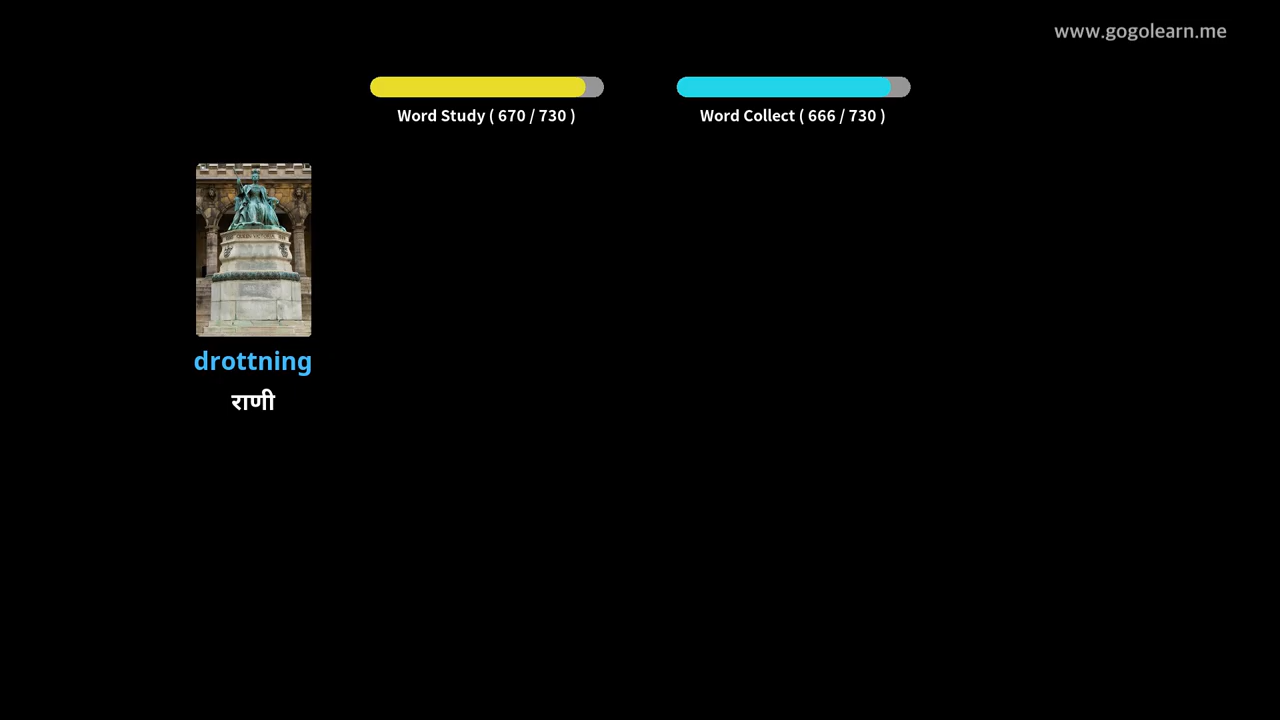 www.gogolearn.me
Word Study ( 670 / 730 )
Word Collect ( 666 / 730 )
drottning
राणी